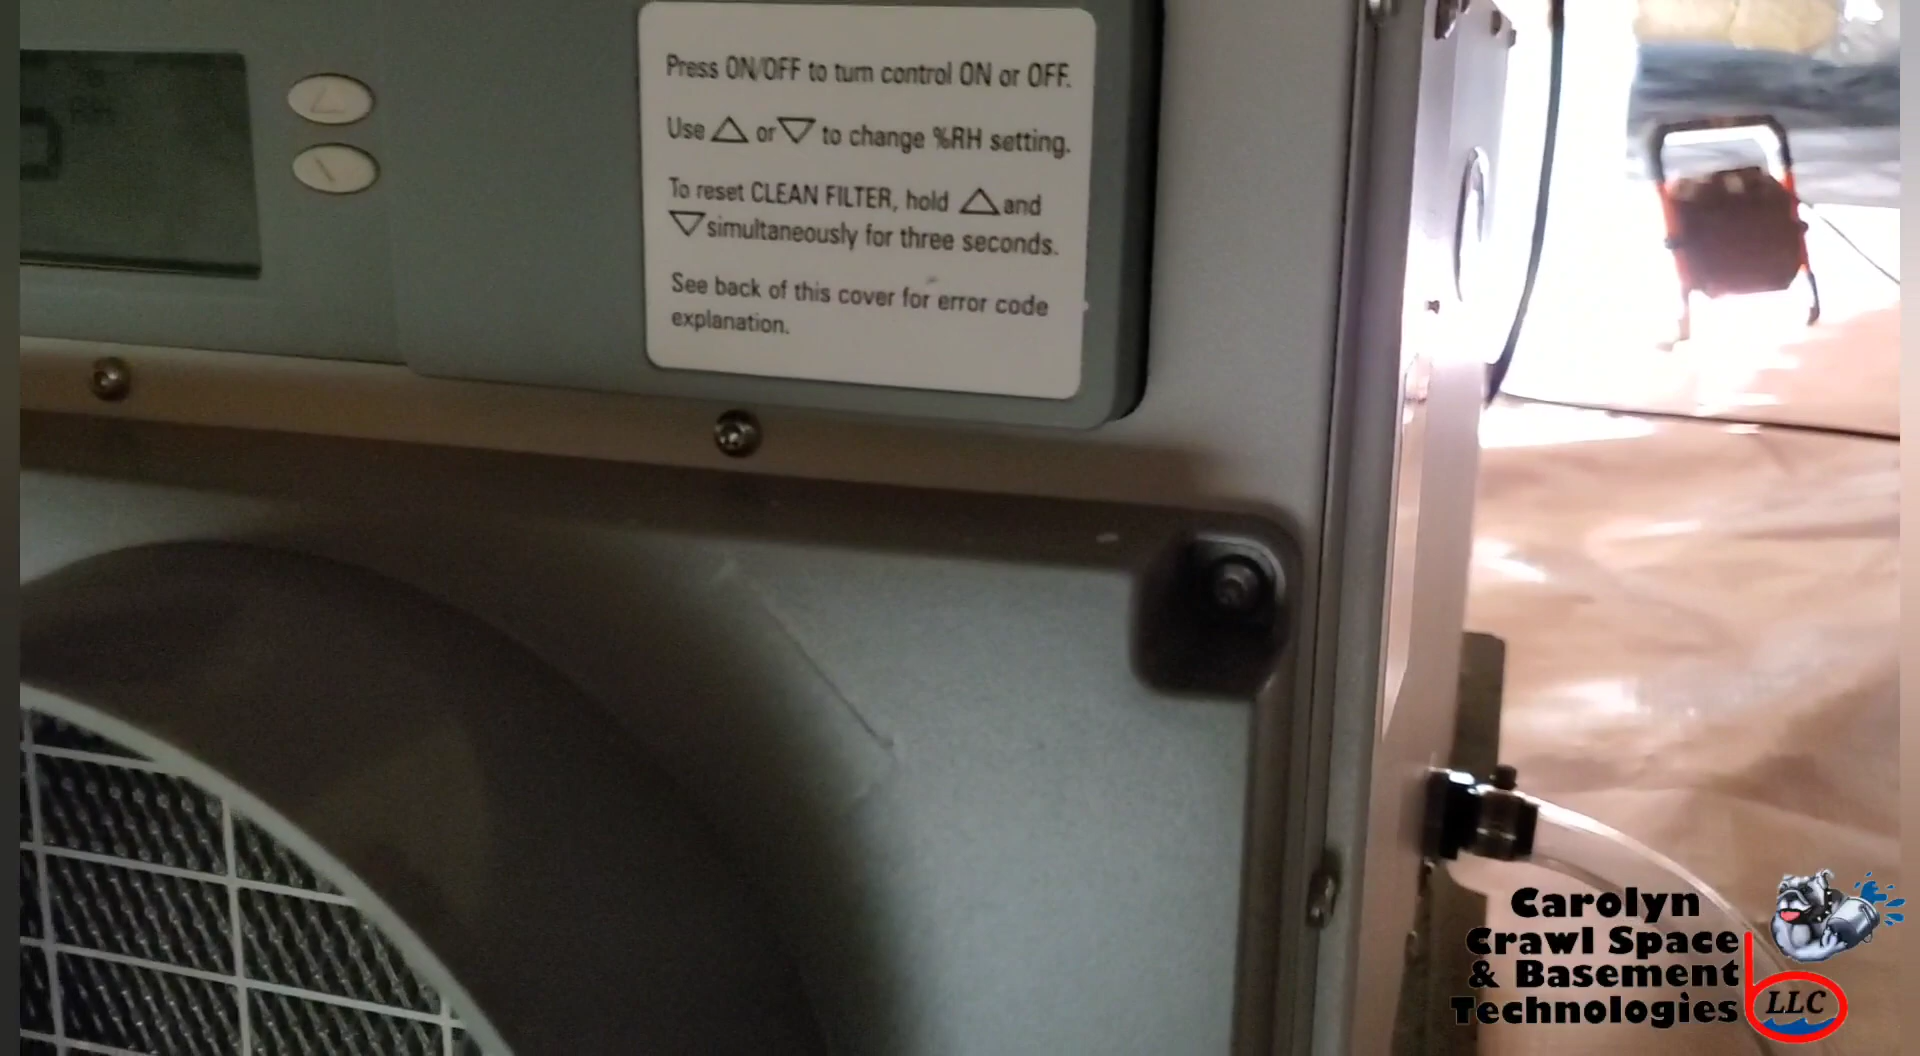 Press ON/OFF to turn control ON or OFF.
Use △ or ▽ to change %RH setting.
To reset CLEAN FILTER, hold △ and
▽ simultaneously for three seconds.
See back of this cover for error code
explanation.
Carolyn
Crawl Space
& Basement
Technologies
LLC